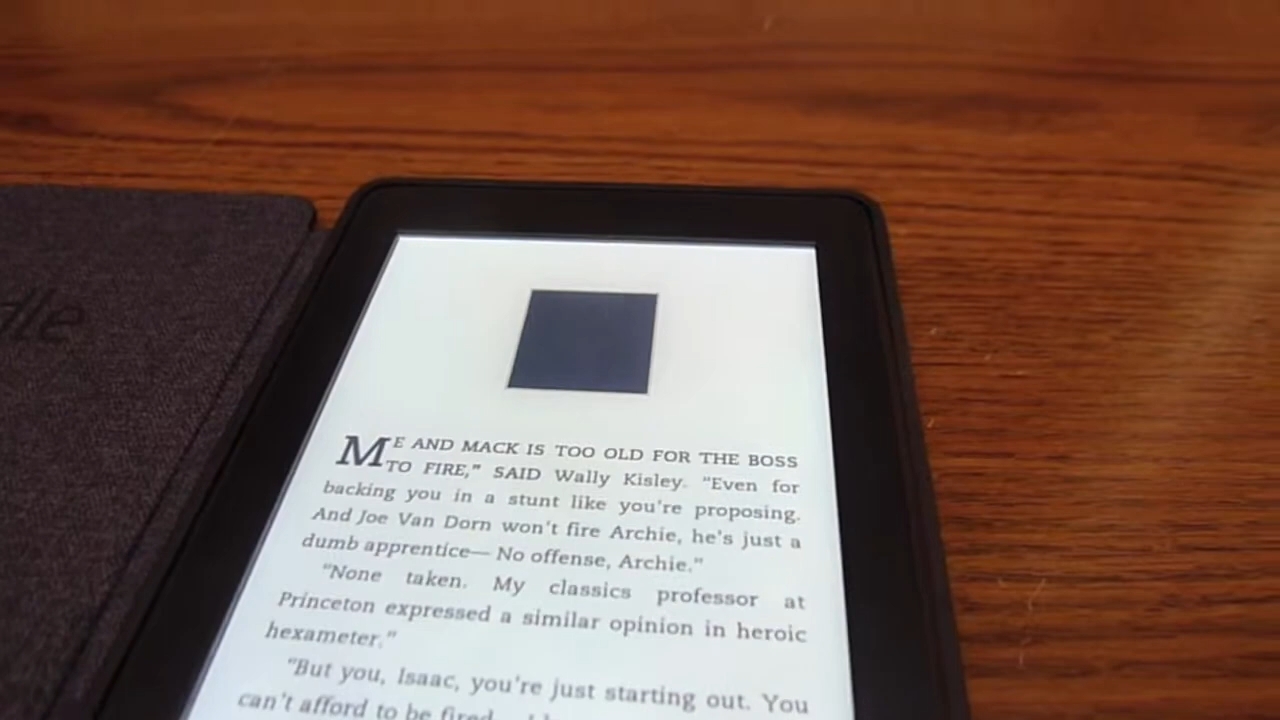 dle
ME AND MACK IS TOO OLD FOR THE BOSS
TO FIRE,” SAID Wally Kisley. “Even for
backing you in a stunt like you’re proposing.
And Joe Van Dorn won’t fire Archie, he’s just a
dumb apprentice— No offense, Archie.”
“None taken. My classics professor at
Princeton expressed a similar opinion in heroic
hexameter.”
“But you, Isaac, you’re just starting out. You
can’t afford to be fired